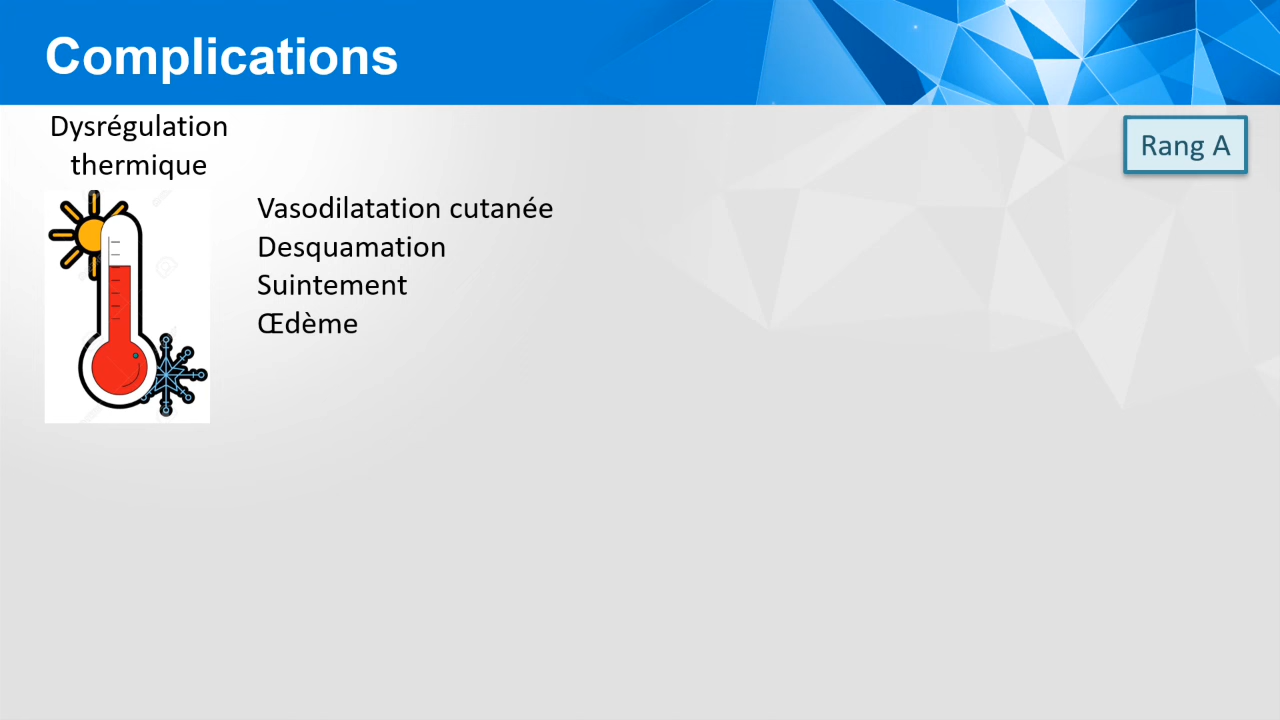 Complications
Dysrégulation
thermique
Rang A
Vasodilatation cutanée
Desquamation
Suintement
Œdème